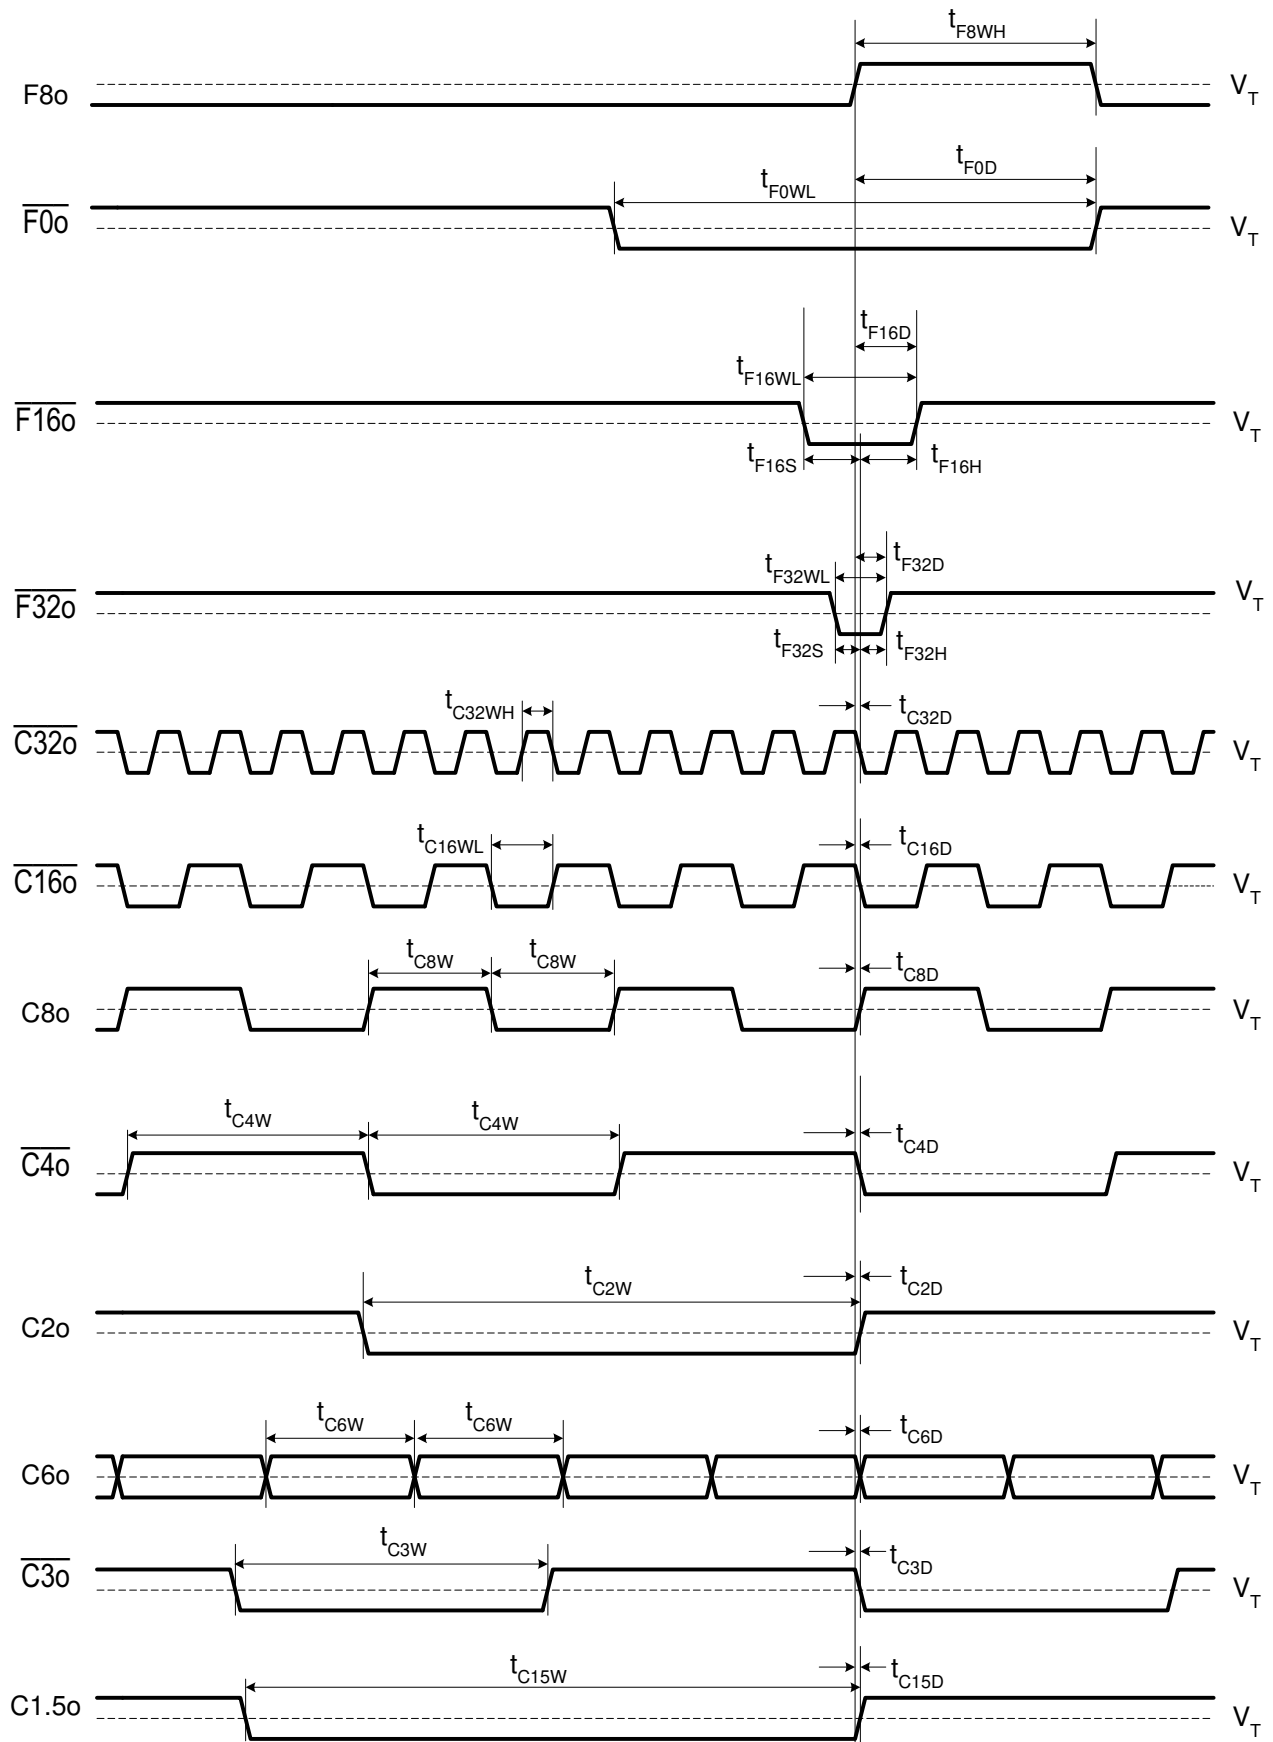 tF8WH
F8o VT
tF0D
tF0WL
F0o VT
tF16D
tF16WL
F16o VT
tF16S tF16H
tF32D
tF32WL
F32o VT
tF32S tF32H
tC32WH tC32D
C32o VT
tC16WL tC16D
C16o VT
tC8W tC8W tC8D
C8o VT
tC4W tC4W tC4D
C4o VT
tC2W tC2D
C2o VT
tC6W tC6W tC6D
C6o VT
tC3W tC3D
C3o VT
tC15W tC15D
C1.5o VT